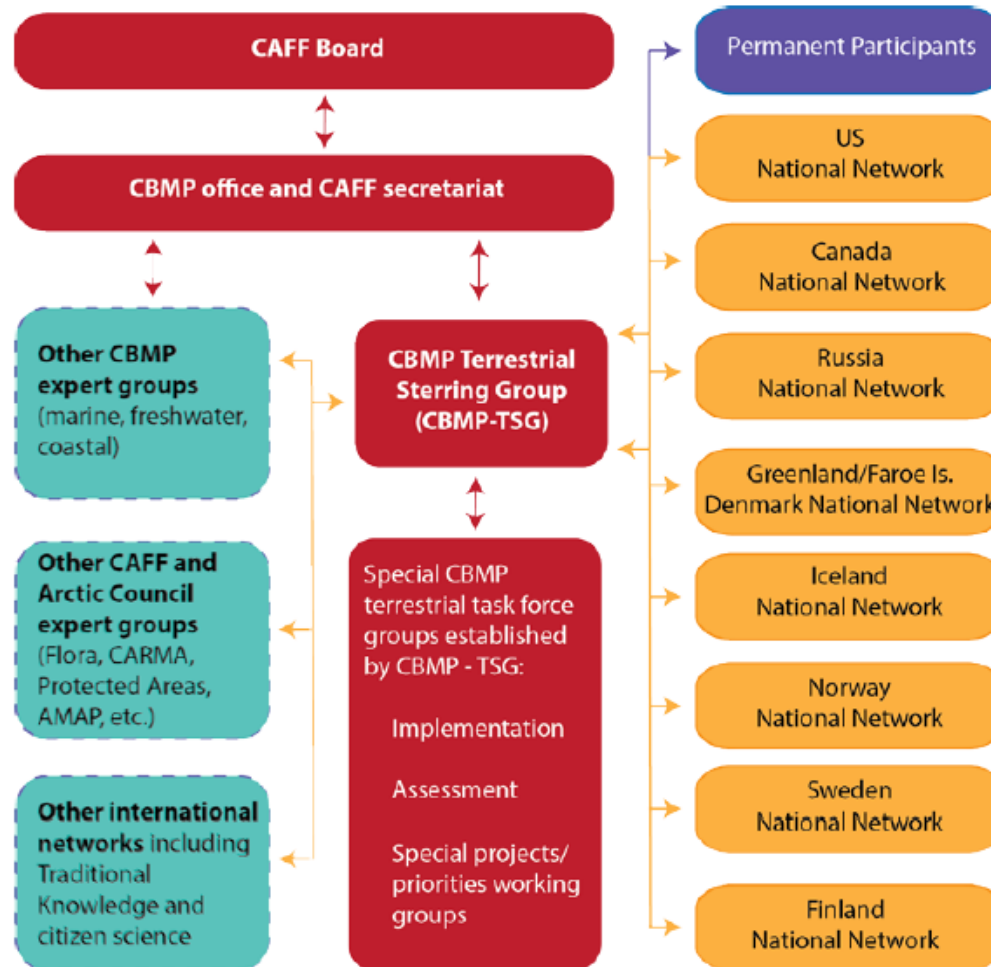 CAFF Board
CBMP office and CAFF secretariat
Other CBMP
expert groups
(marine, freshwater,
coastal)
Other CAFF and
Arctic Council
expert groups
(Flora, CARMA,
Protected Areas,
AMAP, etc.)
Other international
networks including
Traditional
Knowledge and
citizen science
CBMP Terrestrial
Sterring Group
(CBMP-TSG)
Special CBMP
terrestrial task force
groups established
by CBMP - TSG:
Implementation
Assessment
Special projects/
priorities working
groups
Permanent Participants
US
National Network
Canada
National Network
Russia
National Network
Greenland/Faroe Is.
Denmark National Network
Iceland
National Network
Norway
National Network
Sweden
National Network
Finland
National Network